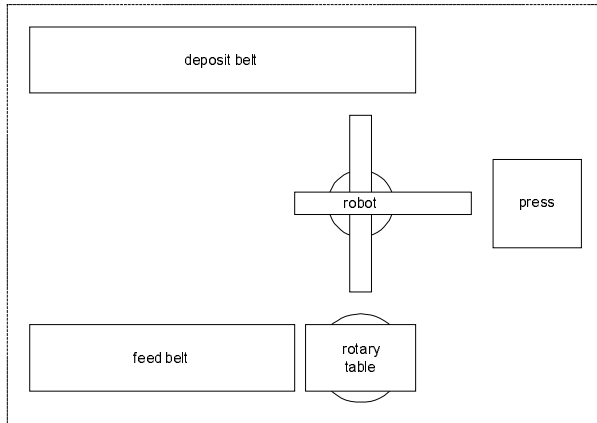 deposit belt
robot
press
feed belt
rotary
table